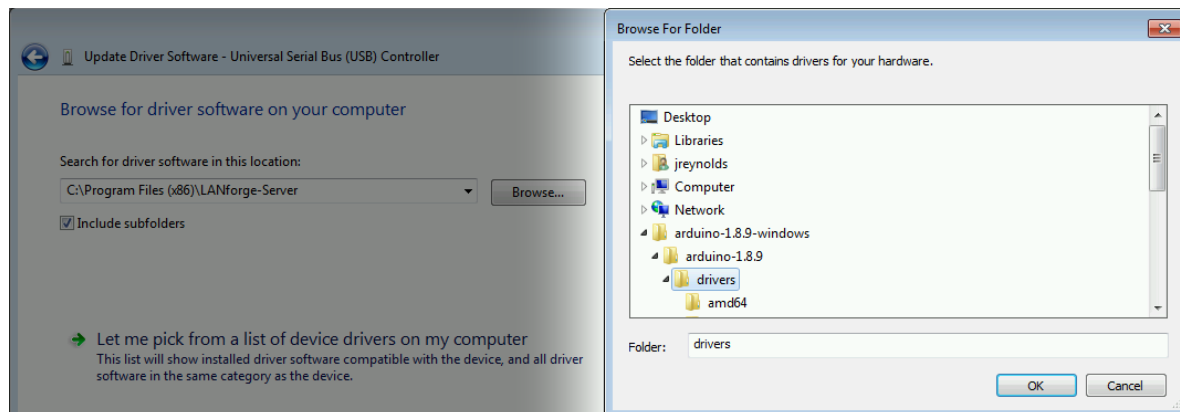 Update Driver Software - Universal Serial Bus (USB) Controller
Browse for driver software on your computer
Search for driver software in this location:
C:\Program Files (x86)\LANforge-Server
Browse...
Include subfolders
Let me pick from a list of device drivers on my computer
This list will show installed driver software compatible with the device, and all driver
software in the same category as the device.
Browse For Folder
Select the folder that contains drivers for your hardware.
Desktop
Libraries
jreynolds
Computer
Network
arduino-1.8.9-windows
arduino-1.8.9
drivers
amd64
Folder: drivers
OK Cancel